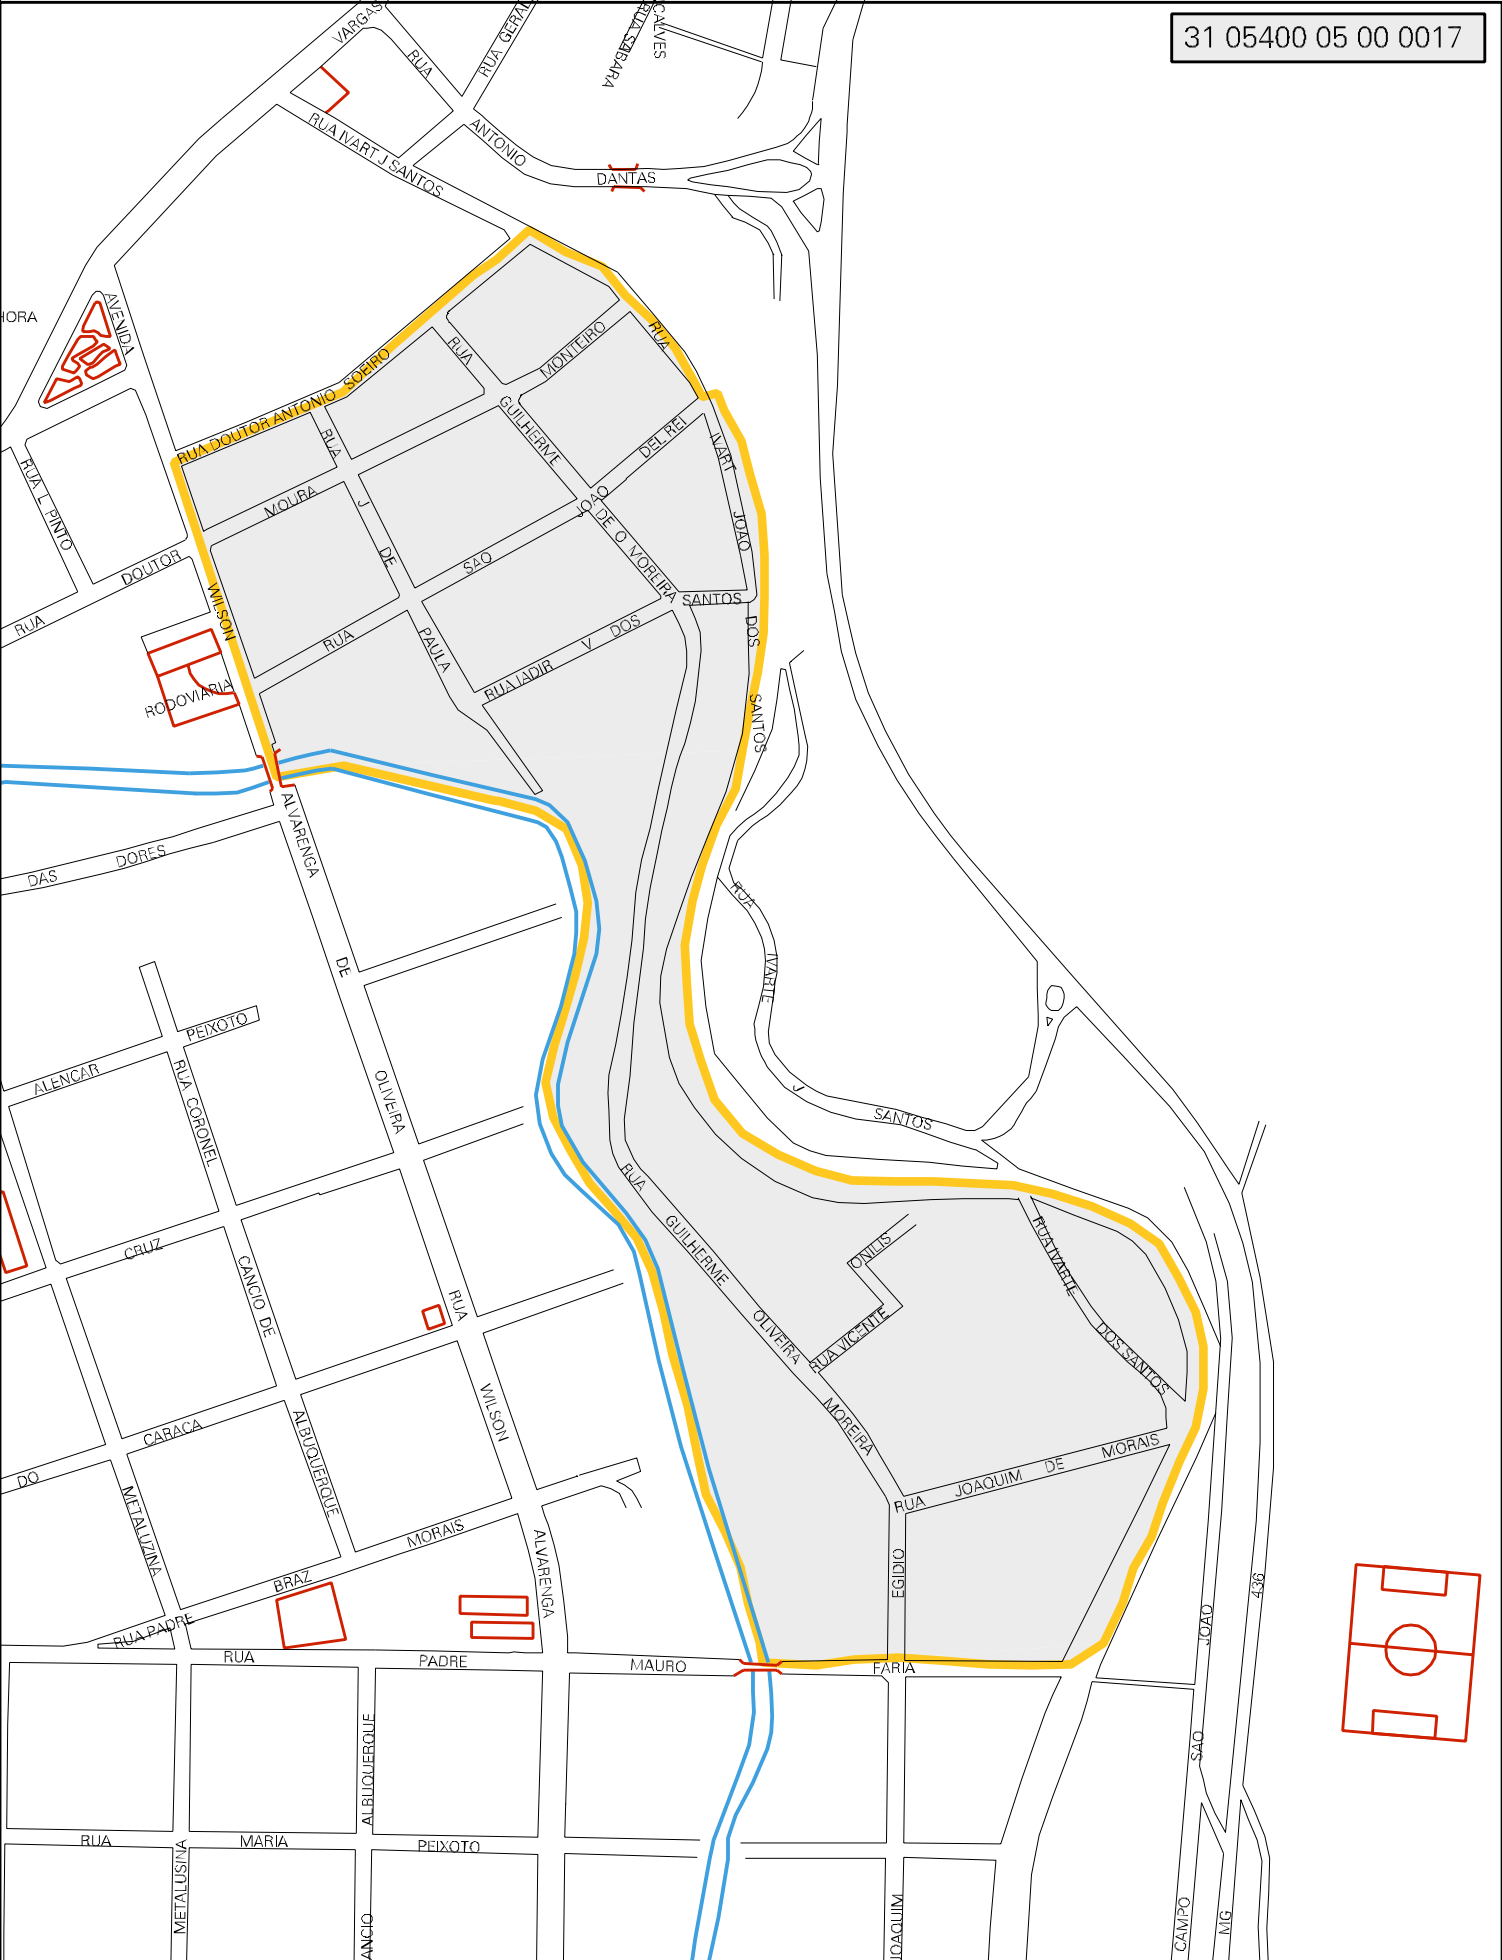 31 05400 05 00 0017
VARGAS
RUA
RUA GERAL
RUA SABARA
CALVES
RUA IVART J SANTOS
ANTONIO
DANTAS
HORA
AVENIDA
RUA
MONTEIRO
RUA
RUA DOUTOR ANTONIO SOEIRO
RUA
GUILHERME
DEL REI
IVART
RUA L PINTO
MOURA
J
JOAO
DE O MOREIRA
JOAO
DOUTOR
DE
SAO
WILSON
SANTOS
RUA
RUA
PAULA
DOS
RUA JADIR V DOS
RODOVIARIA
SANTOS
ALVARENGA
DORES
DAS
RUA
DE
IVARTE
PEIXOTO
ALENCAR
RUA CORONEL
OLIVEIRA
J
SANTOS
RUA
GUILHERME
ONILIS
RUA IVARTE
CRUZ
CANCIO DE
RUA
OLIVEIRA
RUA VICENTE
DOS SANTOS
CARACA
ALBUQUERQUE
WILSON
MOREIRA
MORAIS
DE
JOAQUIM
RUA
DO
METALUZINA
MORAIS
BRAZ
RUA PADRE
ALVARENGA
EGIDIO
436
JOAO
RUA
PADRE
MAURO
FARIA
ALBUQUERQUE
SAO
RUA
MARIA
PEIXOTO
METALUSINA
ANCIO
JOAQUIM
CAMPO
MG